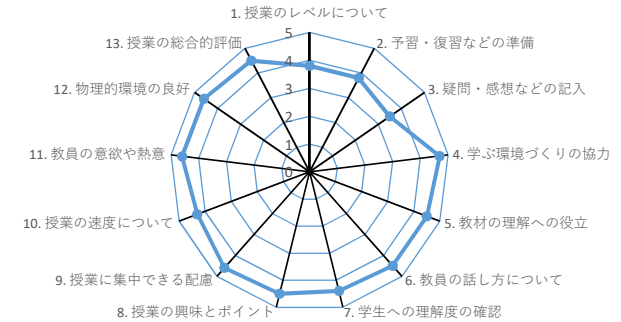 1. 授業のレベルについて
2. 予習・復習などの準備
3. 疑問・感想などの記入
4. 学ぶ環境づくりの協力
5. 教材の理解への役立
6. 教員の話し方について
7. 学生への理解度の確認
8. 授業の興味とポイント
9. 授業に集中できる配慮
10. 授業の速度について
11. 教員の意欲や熱意
12. 物理的環境の良好
13. 授業の総合的評価
5
4
3
2
1
0